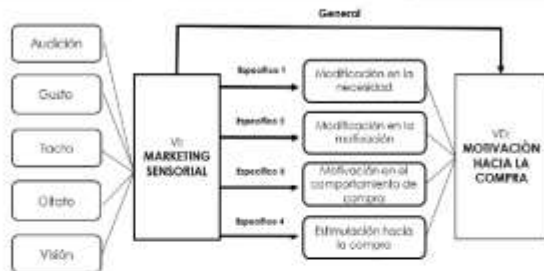 General
Audición
Gusto
Tacto
Olfato
Visión
VI:
MARKETING
SENSORIAL
Específico 1
Específico 2
Específico 3
Específico 4
Modificación en la
necesidad
Modificación en la
motivación
Motivación en el
comportamiento de
compra
Estimulación hacia
la compra
VD:
MOTIVACIÓN
HACIA LA
COMPRA